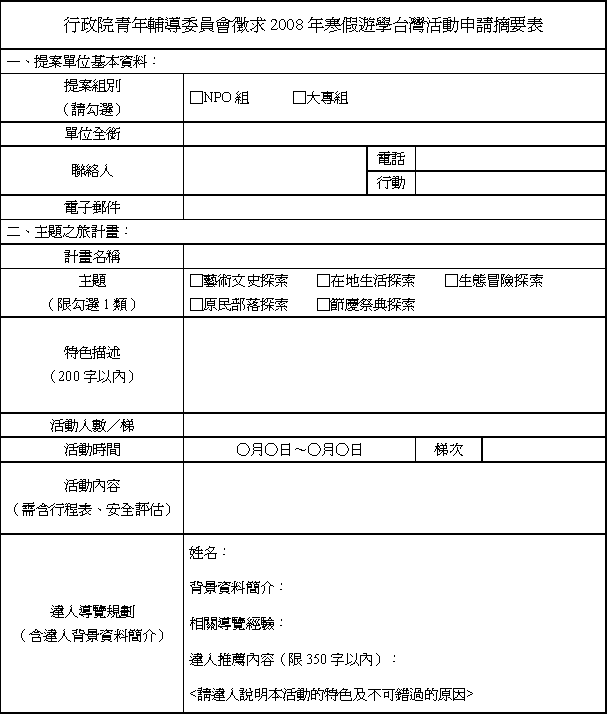 行政院青年輔導委員會徵求2008年寒假遊學台灣活動申請摘要表
一、提案單位基本資料：
提案組別
（請勾選）
□NPO組 □大專組
單位全銜
聯絡人
電話
行動
電子郵件
二、主題之旅計畫：
計畫名稱
主題
（限勾選1類）
□藝術文史探索 □在地生活探索 □生態冒險探索
□原民部落探索 □節慶祭典探索
特色描述
（200字以內）
活動人數／梯
活動時間
○月○日～○月○日
梯次
活動內容
（需含行程表、安全評估）
達人導覽規劃
（含達人背景資料簡介）
姓名：
背景資料簡介：
相關導覽經驗：
達人推薦內容（限350字以內）：
<請達人說明本活動的特色及不可錯過的原因>